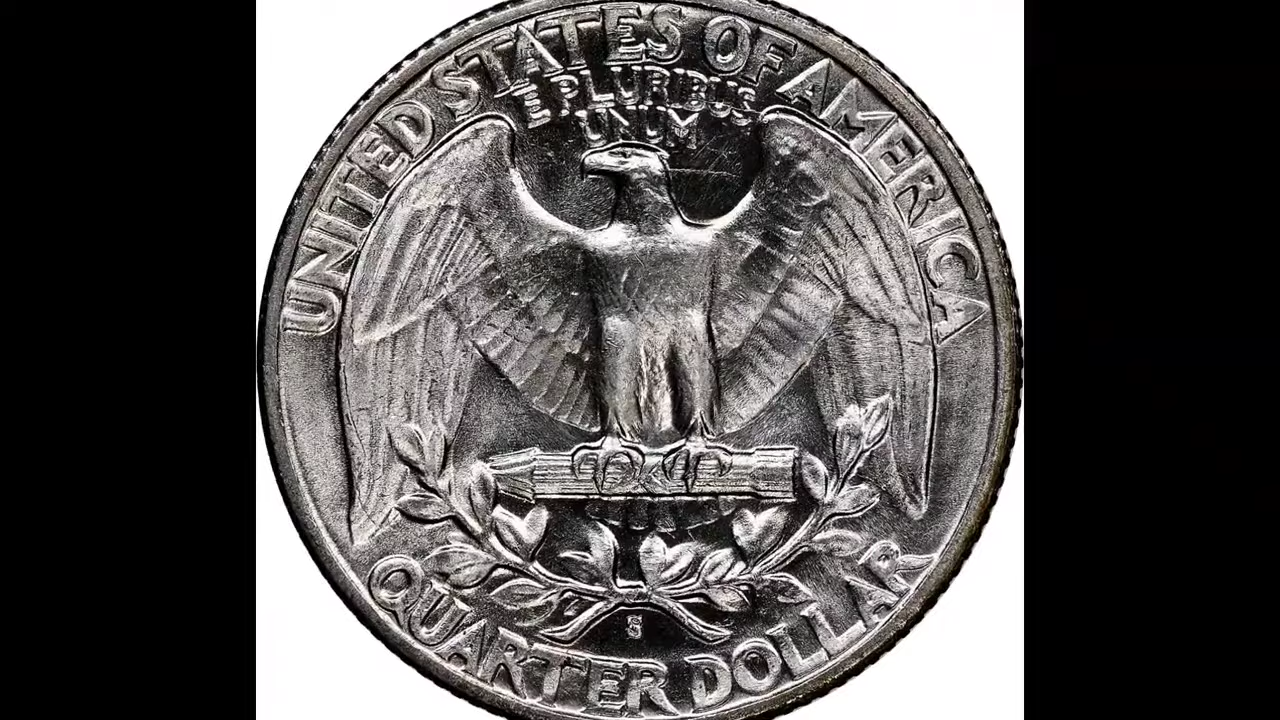 UNITED STATES OF AMERICA
E PLURIBUS
UNUM
S
QUARTER DOLLAR